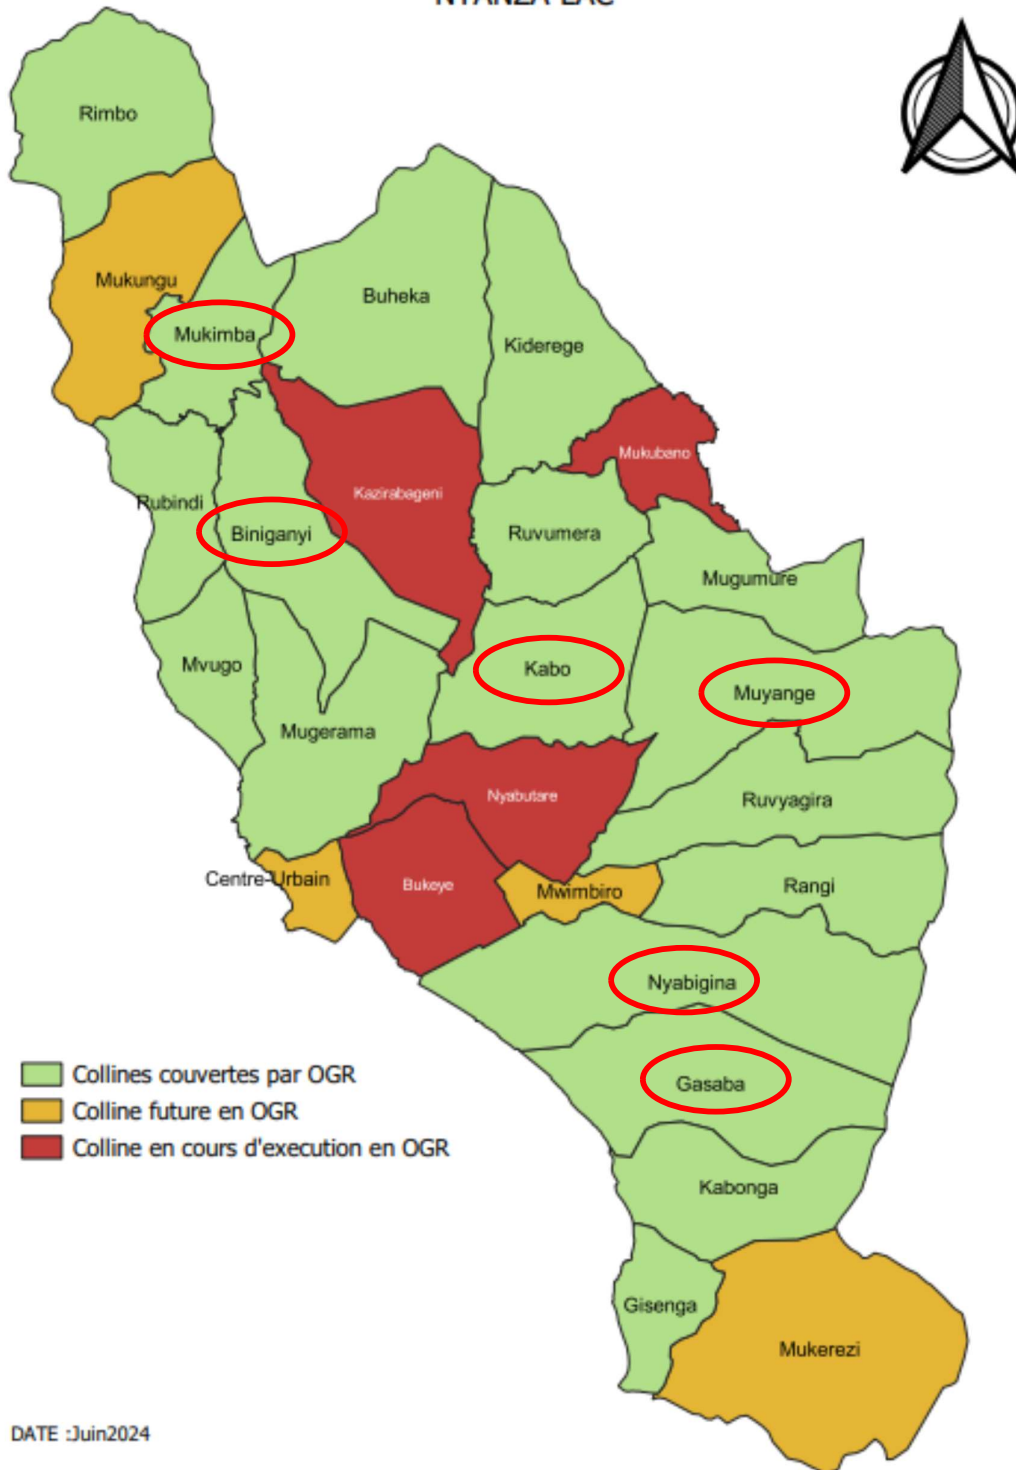 NYANZA-LAC
Rimbo
Mukungu
Mukimba
Buheka
Kiderege
Mukubano
Kazirabageni
Rubindi
Biniganyi
Ruvumera
Mugumure
Mvugo
Kabo
Muyange
Mugerama
Nyabutare
Ruvyagira
Centre-Urbain
Bukeye
Mwimbiro
Rangi
Nyabigina
Gasaba
Collines couvertes par OGR
Colline future en OGR
Colline en cours d'execution en OGR
Kabonga
Gisenga
Mukerezi
DATE :Juin2024